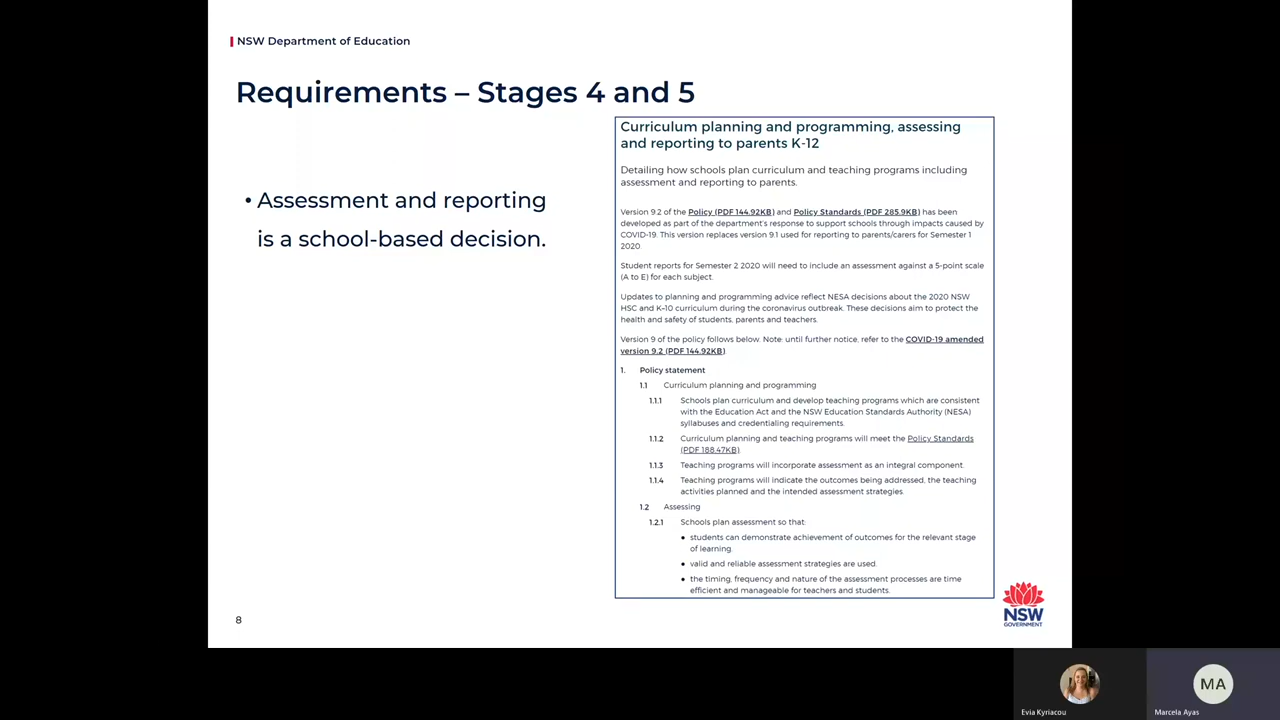 NSW Department of Education
Requirements – Stages 4 and 5
• Assessment and reporting
is a school-based decision.
Curriculum planning and programming, assessing
and reporting to parents K-12
Detailing how schools plan curriculum and teaching programs including
assessment and reporting to parents.
Version 9.2 of the Policy (PDF 144.92KB) and Policy Standards (PDF 285.9KB) has been
developed as part of the department's response to support schools through impacts caused by
COVID-19. This version replaces version 9.1 used for reporting to parents/carers for Semester 1
2020.
Student reports for Semester 2 2020 will need to include an assessment against a 5-point scale
(A to E) for each subject.
Updates to planning and programming advice reflect NESA decisions about the 2020 NSW
HSC and K–10 curriculum during the coronavirus outbreak. These decisions aim to protect the
health and safety of students, parents and teachers.
Version 9 of the policy follows below. Note: until further notice, refer to the COVID-19 amended
version 9.2 (PDF 144.92KB).
1. Policy statement
1.1 Curriculum planning and programming
1.1.1 Schools plan curriculum and develop teaching programs which are consistent
with the Education Act and the NSW Education Standards Authority (NESA)
syllabuses and credentialing requirements.
1.1.2 Curriculum planning and teaching programs will meet the Policy Standards
(PDF 188.47KB).
1.1.3 Teaching programs will incorporate assessment as an integral component
1.1.4 Teaching programs will indicate the outcomes being addressed, the teaching
activities planned and the intended assessment strategies.
1.2 Assessing
1.2.1 Schools plan assessment so that:
• students can demonstrate achievement of outcomes for the relevant stage
of learning.
• valid and reliable assessment strategies are used.
• the timing, frequency and nature of the assessment processes are time
efficient and manageable for teachers and students.
8
NSW
GOVERNMENT
MA
Evia Kyriacou
Marcela Ayas